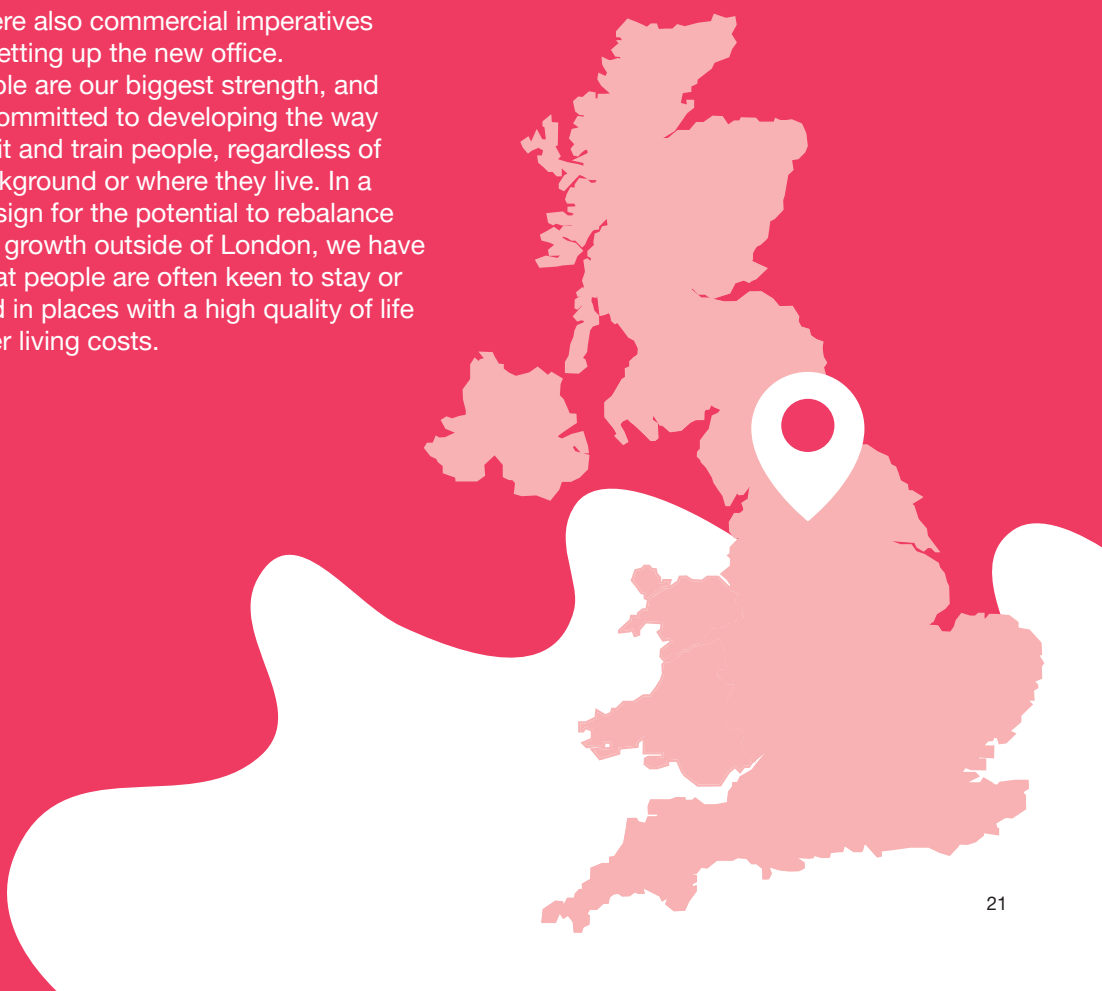 ere also commercial imperatives
etting up the new office.
ple are our biggest strength, and
ommitted to developing the way
it and train people, regardless of
kground or where they live. In a
sign for the potential to rebalance
growth outside of London, we have
at people are often keen to stay or
d in places with a high quality of life
er living costs.
21